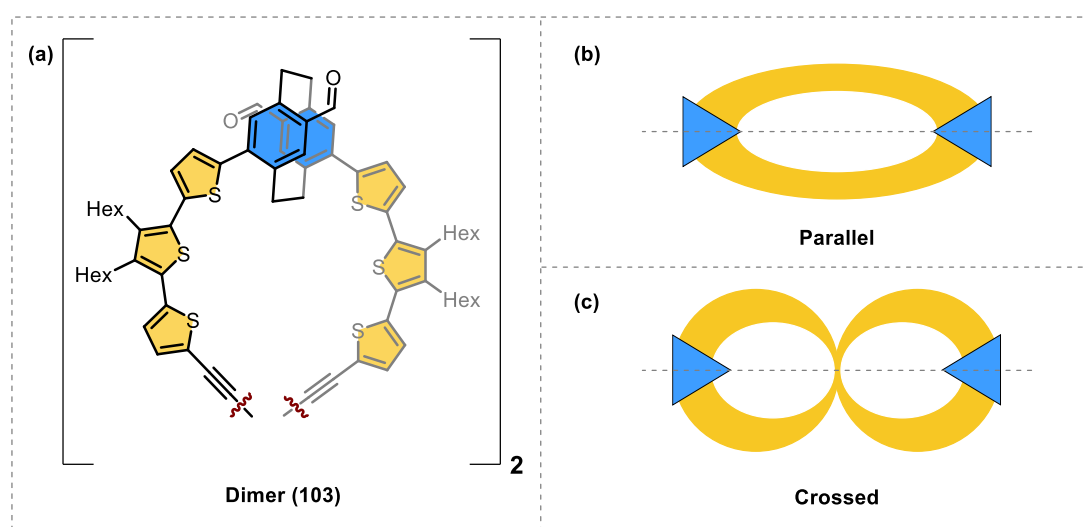 (a)
O
O
S
S
Hex
Hex
S
S
Hex
S
Hex
S
2
Dimer (103)
(b)
Parallel
(c)
Crossed